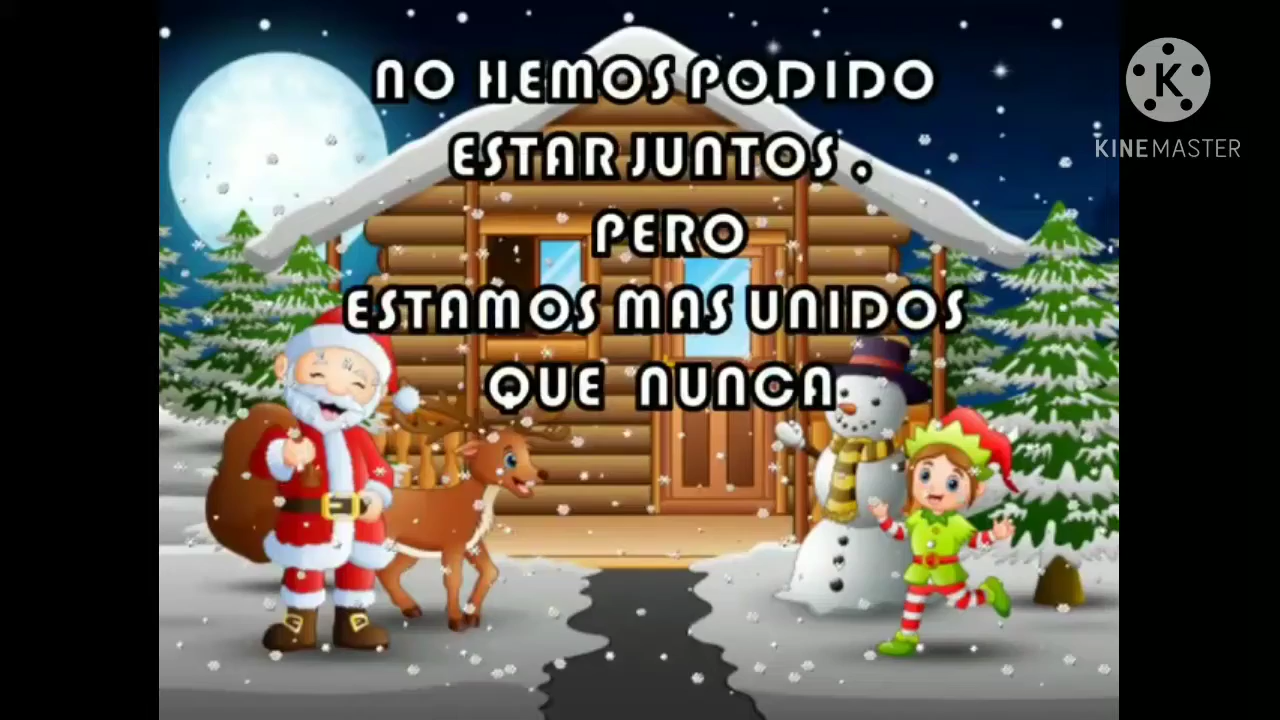 NO HEMOS PODIDO
ESTAR JUNTOS .
PERO
ESTAMOS MAS UNIDOS
QUE NUNCA
K
KINEMASTER